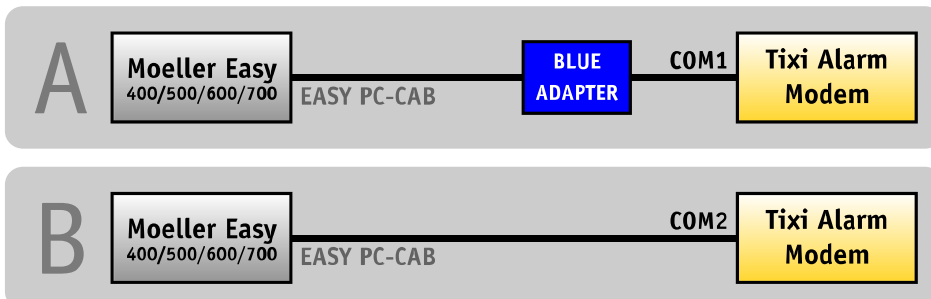 A
Moeller Easy
400/500/600/700
EASY PC-CAB
BLUE
ADAPTER
COM1
Tixi Alarm
Modem
B
Moeller Easy
400/500/600/700
EASY PC-CAB
COM2
Tixi Alarm
Modem